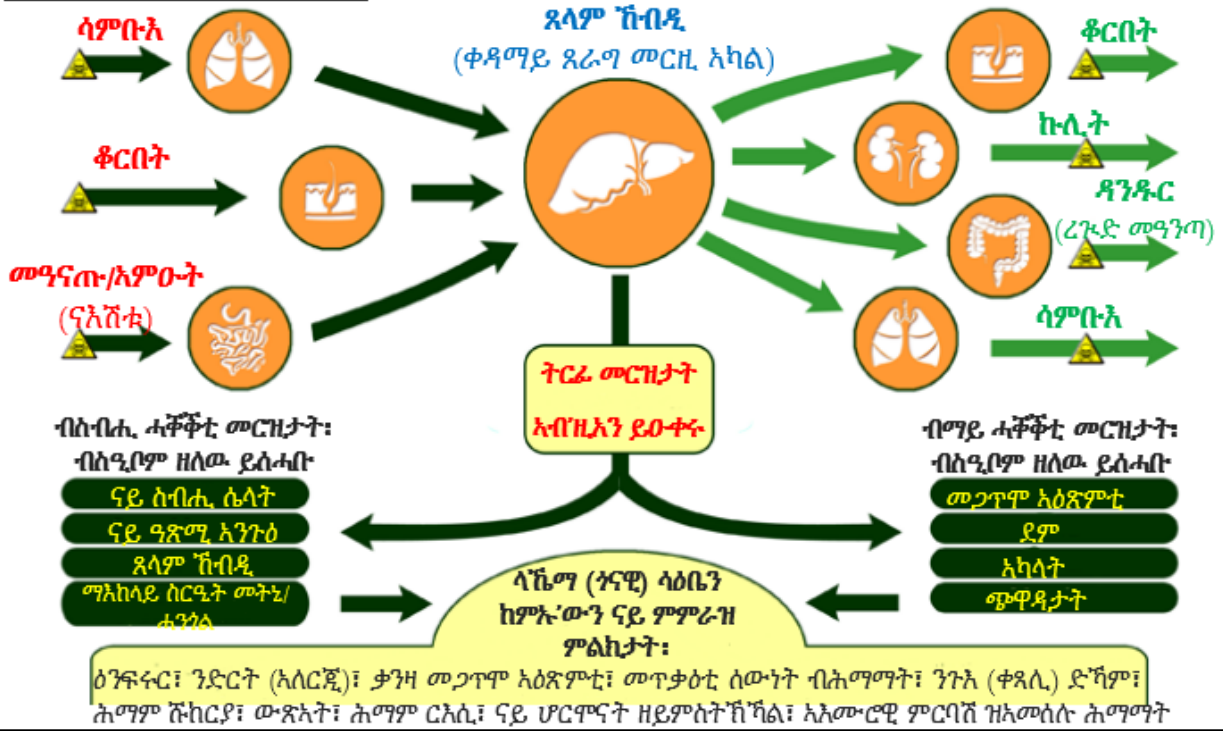 ሳምቡእ
ጸላም ኸብዲ
(ቀዳማይ ጸራግ መርዚ ኣካል)
ቆርበት
ቆርበት
ኩሊት
ዳንዱር
(ረጒድ መዓንጣ)
መዓናጡ/ኣምዑት
(ናእሽቱ)
ሳምቡእ
ትርፊ መርዝታት
ኣብ'ዚኣን ይዑቀሩ
ብስብሒ ሓቐቕቲ መርዝታት፡
ብስዒቦም ዘለዉ ይሰሓቡ
ናይ ስብሒ ሴላት
ናይ ዓጽሚ ኣንጉዕ
ጸላም ኸብዲ
ማእከላይ ስርዒት መትኒ/
ሓንጎል
ብማይ ሓቐቕቲ መርዝታት፡
ብስዒቦም ዘለዉ ይሰሓቡ
መጋጥሞ ኣዕጽምቲ
ደም
ኣካላት
ጭዋዳታት
ላኼማ (ጎናዊ) ሳዕቤን
ከምኡ'ውን ናይ ምምራዝ
ምልክታት፡
ዕንፍሩር፣ ንድርት (ኣለርጂ)፣ ቃንዛ መጋጥሞ ኣዕጽምቲ፣ መጥቃዕቲ ሰውነት ብሕማማት፣ ንጉእ (ቀጻሊ) ድኻም፣
ሕማም ሹከርያ፣ ውጽኣት፣ ሕማም ርእሲ፣ ናይ ሆርሞናት ዘይምስትኽኻል፣ ኣእሙሮዊ ምርባሽ ዝኣመሰሉ ሕማማት